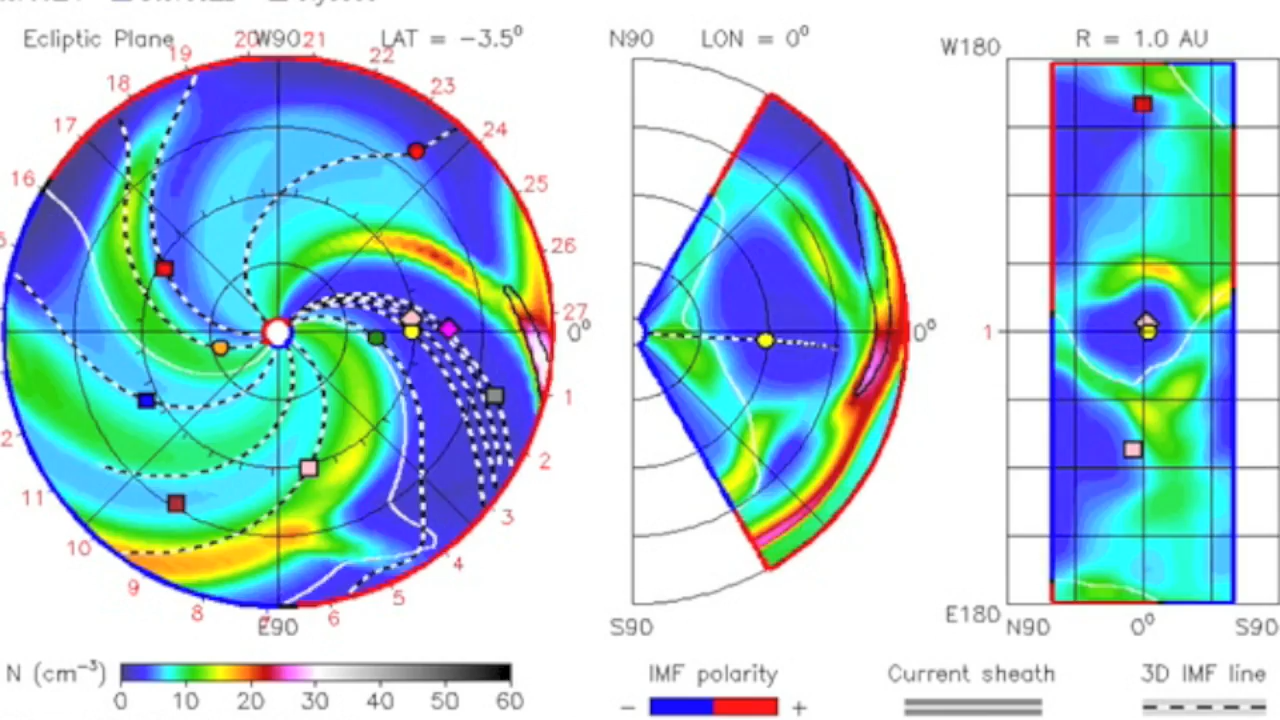 Ecliptic Plane
W90
LAT = −3.5°
N90
LON = 0°
W180
R = 1.0 AU
16
17
18
19
20
21
22
23
24
25
26
27
0°
1
2
3
4
5
6
7
8
9
10
11
2
E90
0°
S90
1
E180
N90
0°
S90
N (cm⁻³)
0
10
20
30
40
50
60
IMF polarity
−
+
Current sheath
3D IMF line